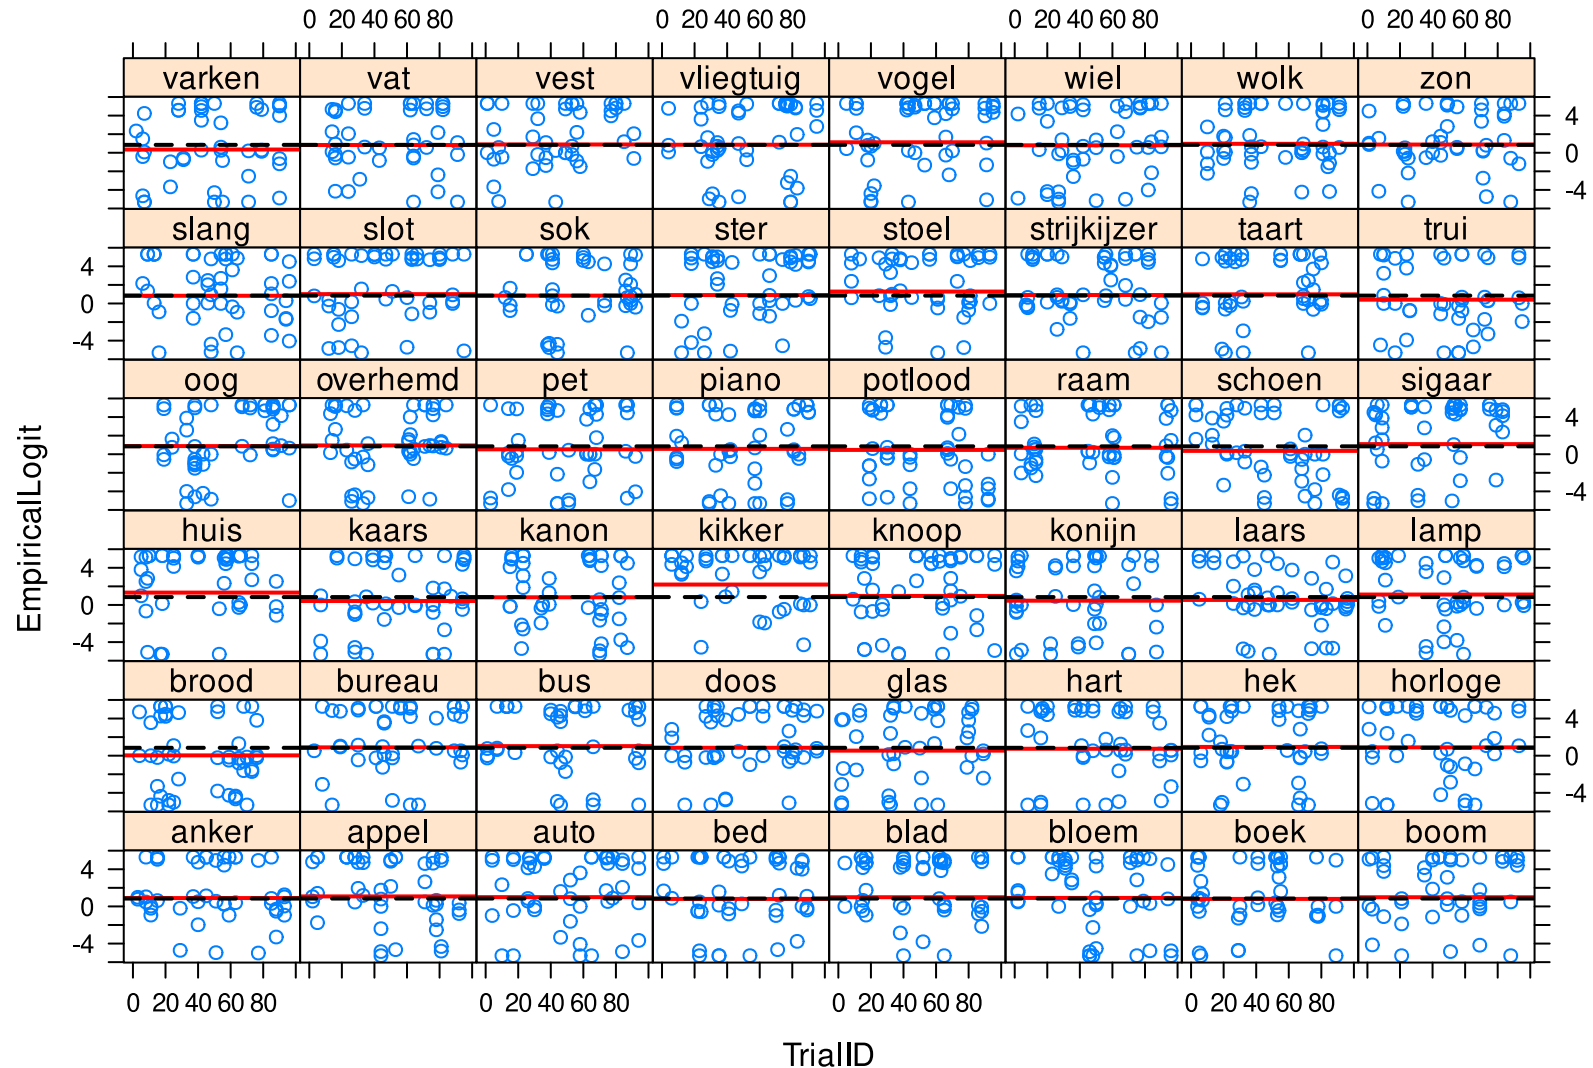 0 20 40 60 80 0 20 40 60 80 0 20 40 60 80 0 20 40 60 80
varken vat vest vliegtuig vogel wiel wolk zon
4
0
-4
slang slot sok ster stoel strijkijzer taart trui
4
0
-4
oog overhemd pet piano potlood raam schoen sigaar
4
0
-4
huis kaars kanon kikker knoop konijn laars lamp
4
0
-4
brood bureau bus doos glas hart hek horloge
4
0
-4
anker appel auto bed blad bloem boek boom
4
0
-4
0 20 40 60 80 0 20 40 60 80 0 20 40 60 80 0 20 40 60 80
EmpiricalLogit
TrialID